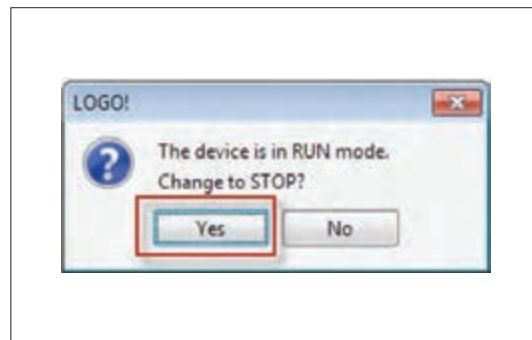 LOGO!
The device is in RUN mode.
Change to STOP?
Yes
No